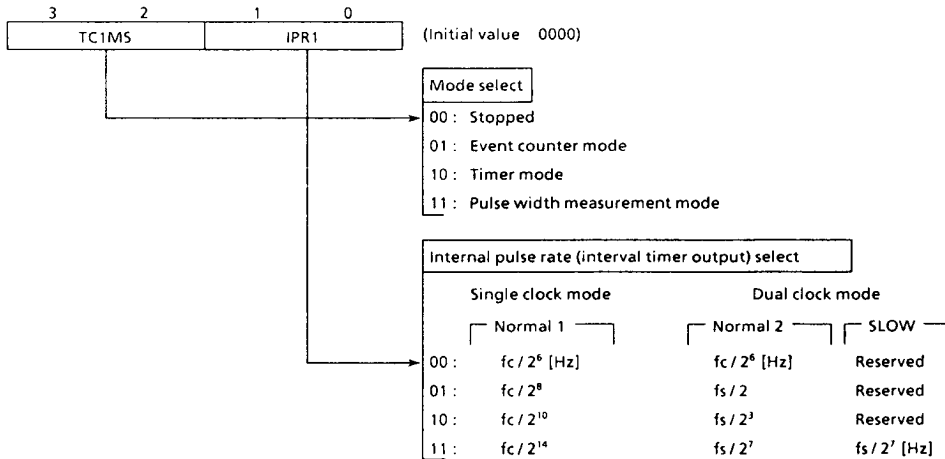 3 2 1 0
TC1MS IPR1 (Initial value 0000)
Mode select
00 : Stopped
01 : Event counter mode
10 : Timer mode
11 : Pulse width measurement mode
Internal pulse rate (interval timer output) select
Single clock mode Dual clock mode
Normal 1 Normal 2 SLOW
00 : fc / 2⁶ [Hz] fc / 2⁶ [Hz] Reserved
01 : fc / 2⁸ fs / 2 Reserved
10 : fc / 2¹⁰ fs / 2³ Reserved
11 : fc / 2¹⁴ fs / 2⁷ fs / 2⁷ [Hz]